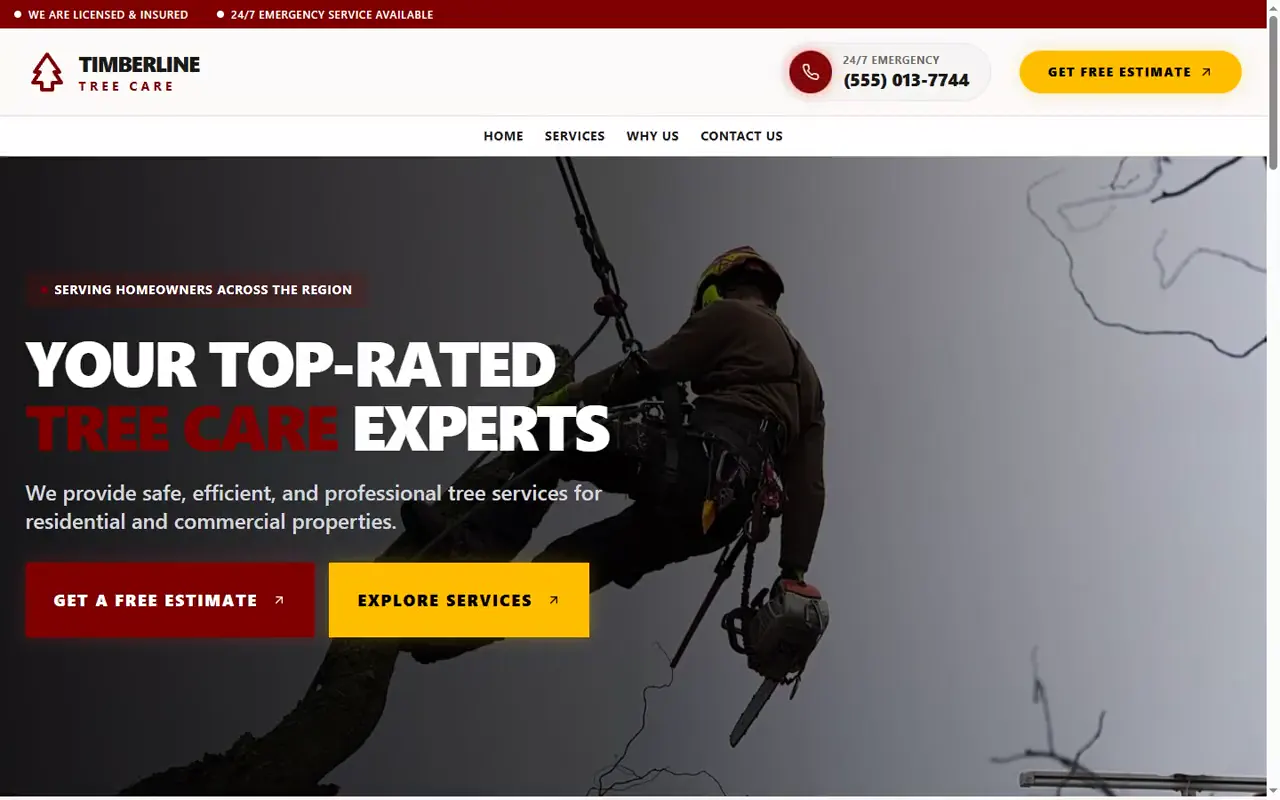 WE ARE LICENSED & INSURED
24/7 EMERGENCY SERVICE AVAILABLE
TIMBERLINE
TREE CARE
24/7 EMERGENCY
(555) 013-7744
GET FREE ESTIMATE
HOME
SERVICES
WHY US
CONTACT US
SERVING HOMEOWNERS ACROSS THE REGION
YOUR TOP-RATED
TREE CARE EXPERTS
We provide safe, efficient, and professional tree services for
residential and commercial properties.
GET A FREE ESTIMATE
EXPLORE SERVICES